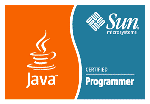 Sun
microsystems
Java
CERTIFIED
Programmer